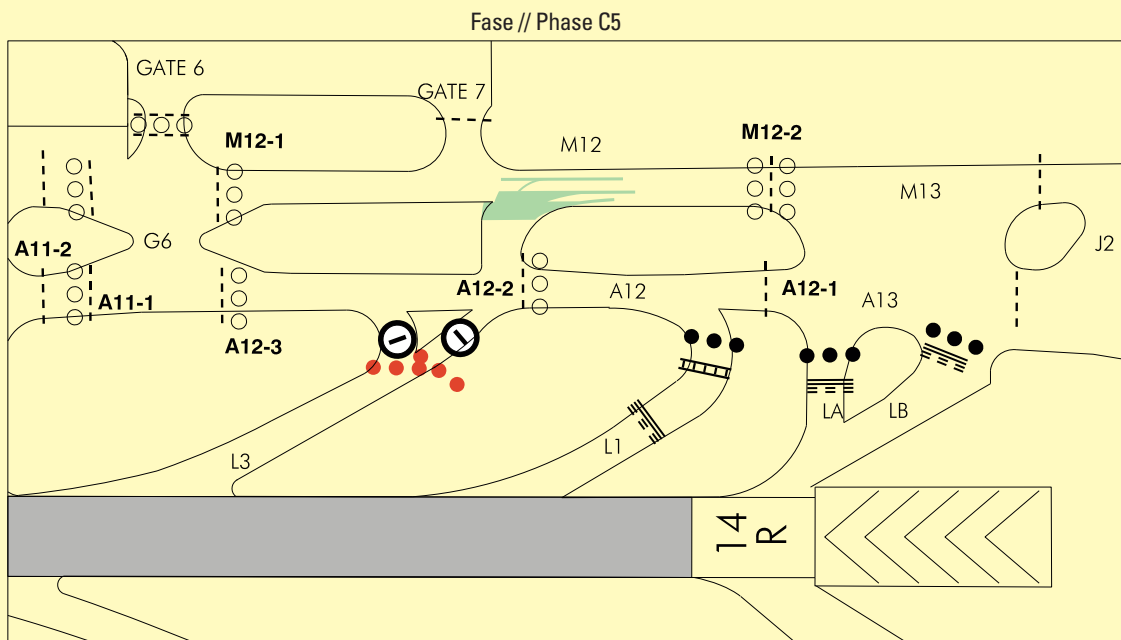 Fase // Phase C5
GATE 6
GATE 7
M12-1
M12
M12-2
M13
A11-2
G6
J2
A11-1
A12-2
A12
A12-1
A13
A12-3
LA
LB
L3
L1
14
R